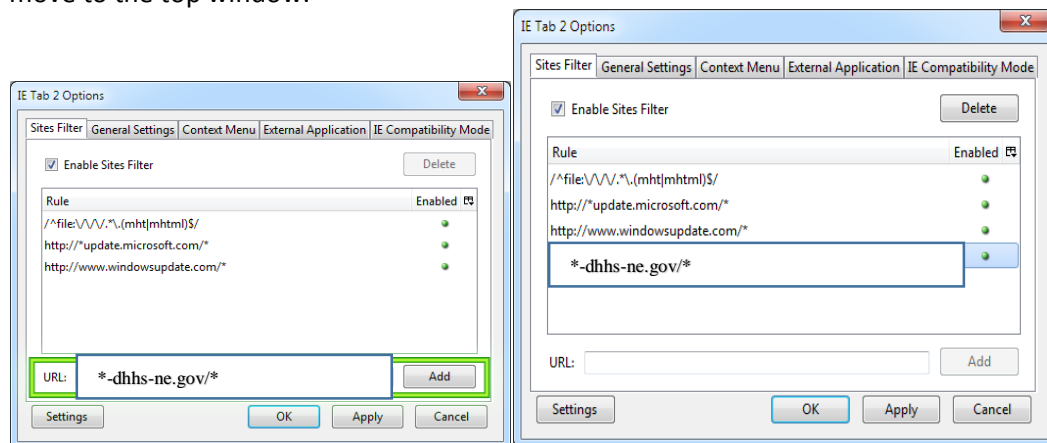 move to the top window.
IE Tab 2 Options
Sites Filter General Settings Context Menu External Application IE Compatibility Mode
Enable Sites Filter Delete
Rule Enabled
/^file:\/\/\/.*\.(mht|mhtml)$/
http://*update.microsoft.com/*
http://www.windowsupdate.com/*
URL: *-dhhs-ne.gov/* Add
Settings OK Apply Cancel
IE Tab 2 Options
Sites Filter General Settings Context Menu External Application IE Compatibility Mode
Enable Sites Filter Delete
Rule Enabled
/^file:\/\/\/.*\.(mht|mhtml)$/
http://*update.microsoft.com/*
http://www.windowsupdate.com/*
*-dhhs-ne.gov/*
URL: Add
Settings OK Apply Cancel